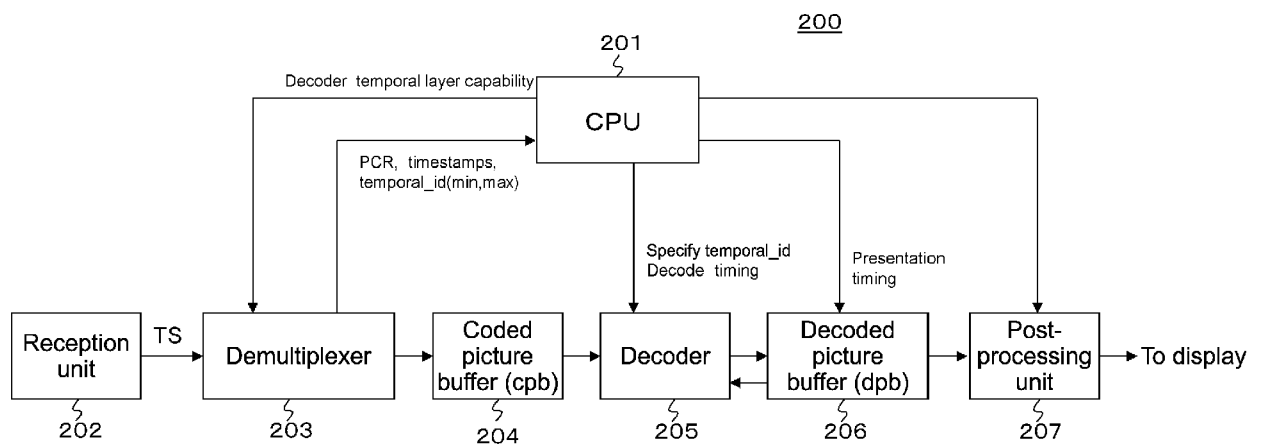 200
201
Decoder temporal layer capability
CPU
PCR, timestamps,
temporal_id(min,max)
Specify temporal_id
Decode timing
Presentation
timing
Reception
unit
TS
Demultiplexer
Coded
picture
buffer (cpb)
Decoder
Decoded
picture
buffer (dpb)
Post-
processing
unit
To display
202
203
204
205
206
207